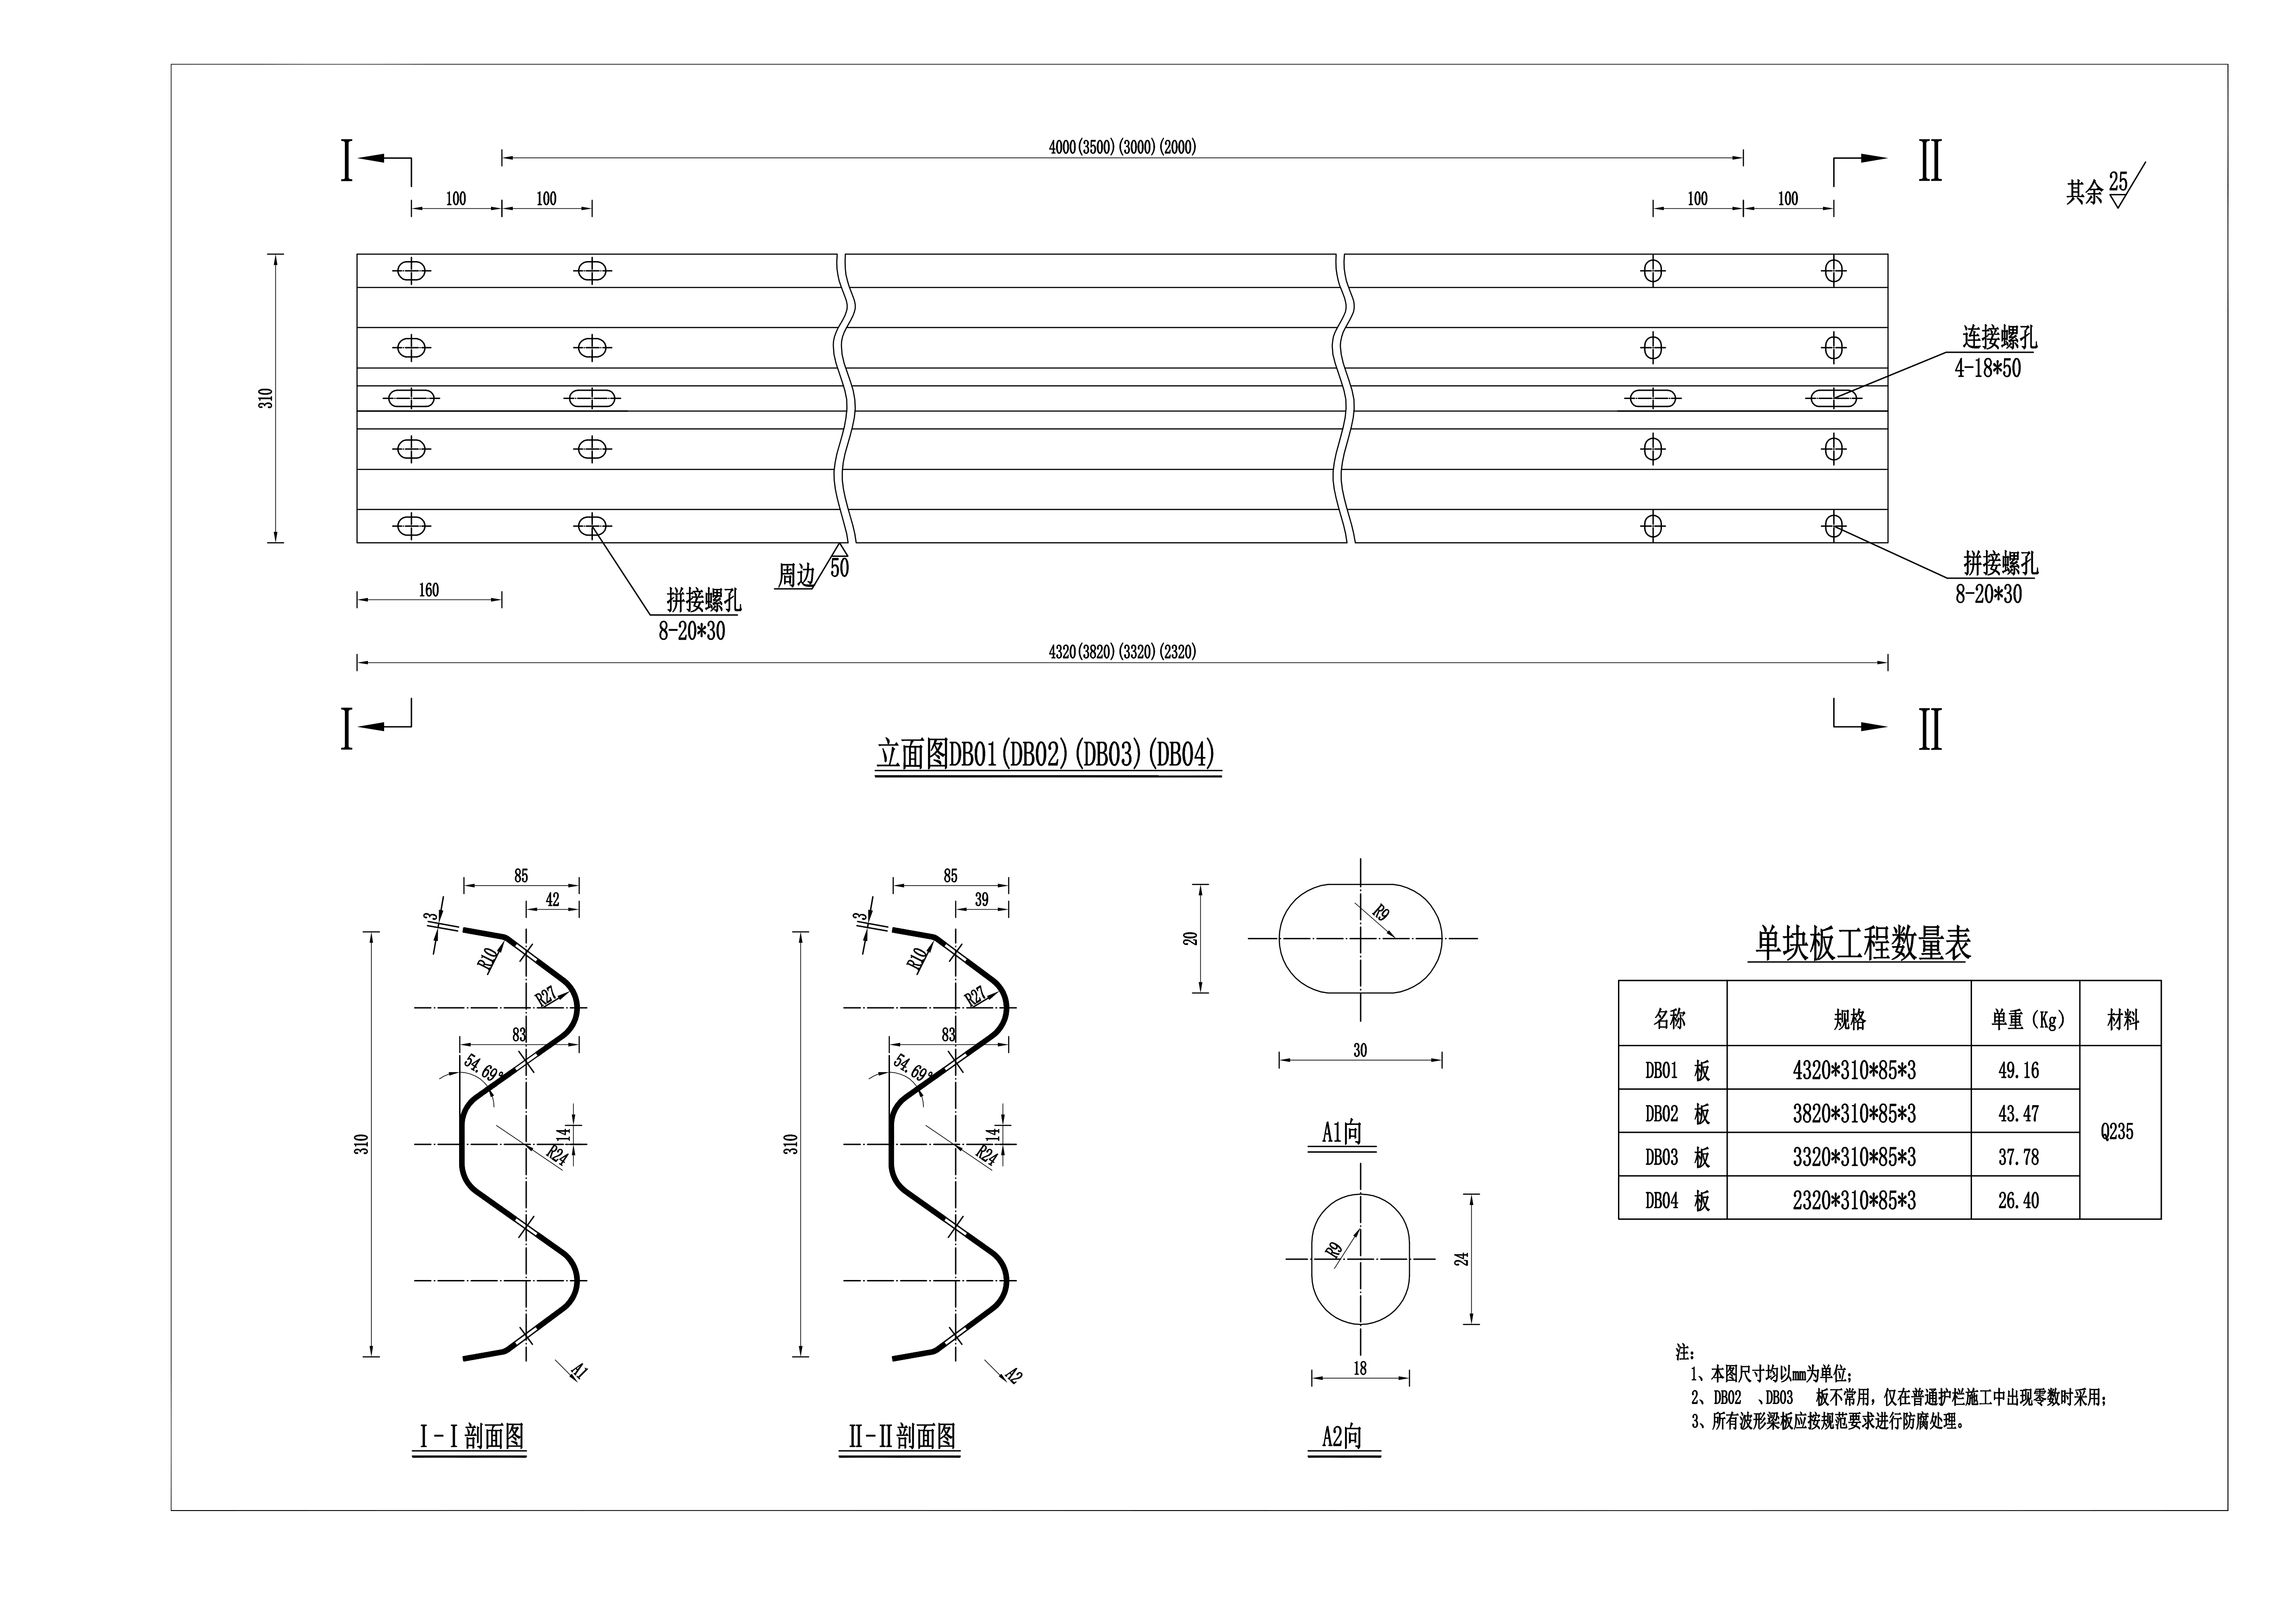 I
4000(3500)(3000)(2000)
II
100
100
100
100
其余 25
310
连接螺孔
4-18*50
周边 50
拼接螺孔
8-20*30
拼接螺孔
8-20*30
160
4320(3820)(3320)(2320)
I
II
立面图DB01(DB02)(DB03)(DB04)
85
42
3
R10
R27
83
54.69°
310
14
R24
A1
I-I剖面图
85
39
3
R10
R27
83
54.69°
310
14
R24
A2
II-II剖面图
20
R9
30
A1向
R9
24
18
A2向
单块板工程数量表
名称 规格 单重(Kg) 材料
DB01 板 4320*310*85*3 49.16
DB02 板 3820*310*85*3 43.47
Q235
DB03 板 3320*310*85*3 37.78
DB04 板 2320*310*85*3 26.40
注:
1、本图尺寸均以mm为单位;
2、DB02 、DB03 板不常用,仅在普通护栏施工中出现零数时采用;
3、所有波形梁板应按规范要求进行防腐处理。